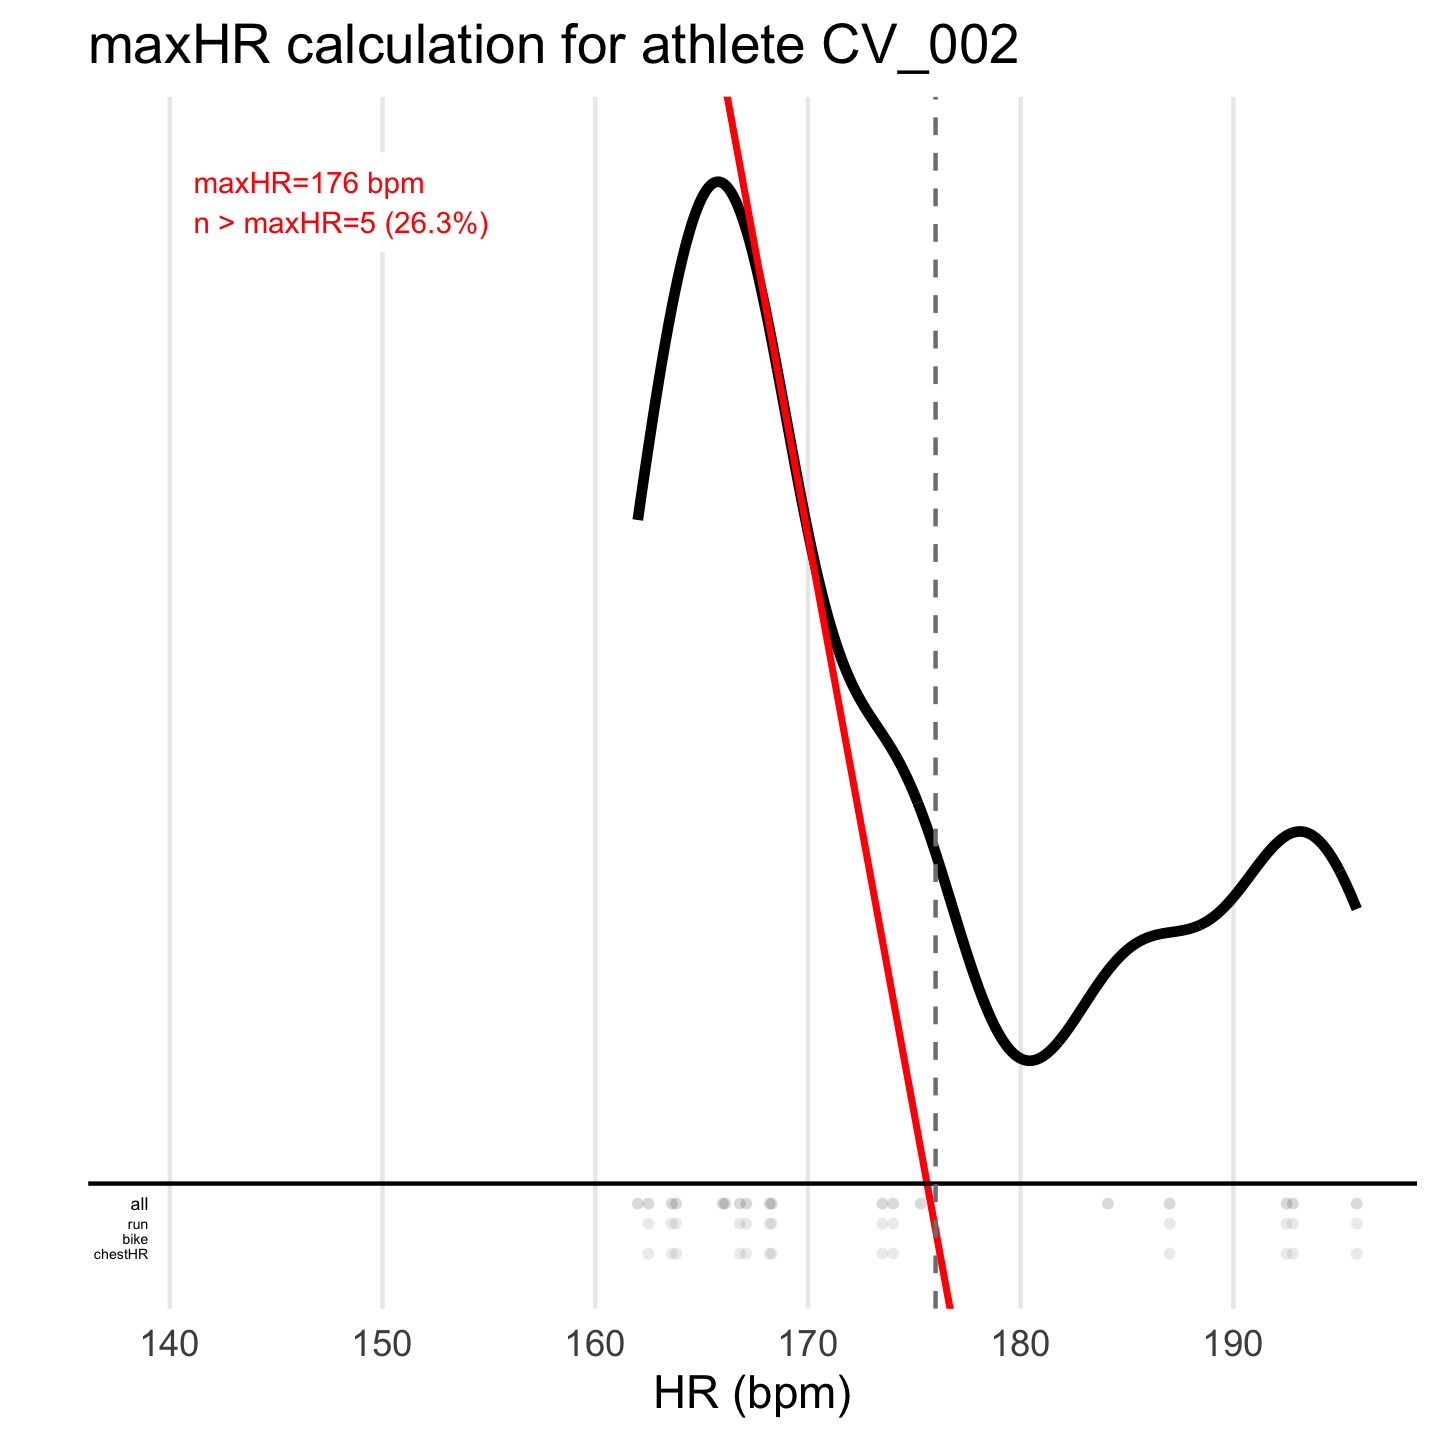 maxHR calculation for athlete CV_002
maxHR=176 bpm
n > maxHR=5 (26.3%)
all
run
bike
chestHR
140 150 160 170 180 190
HR (bpm)